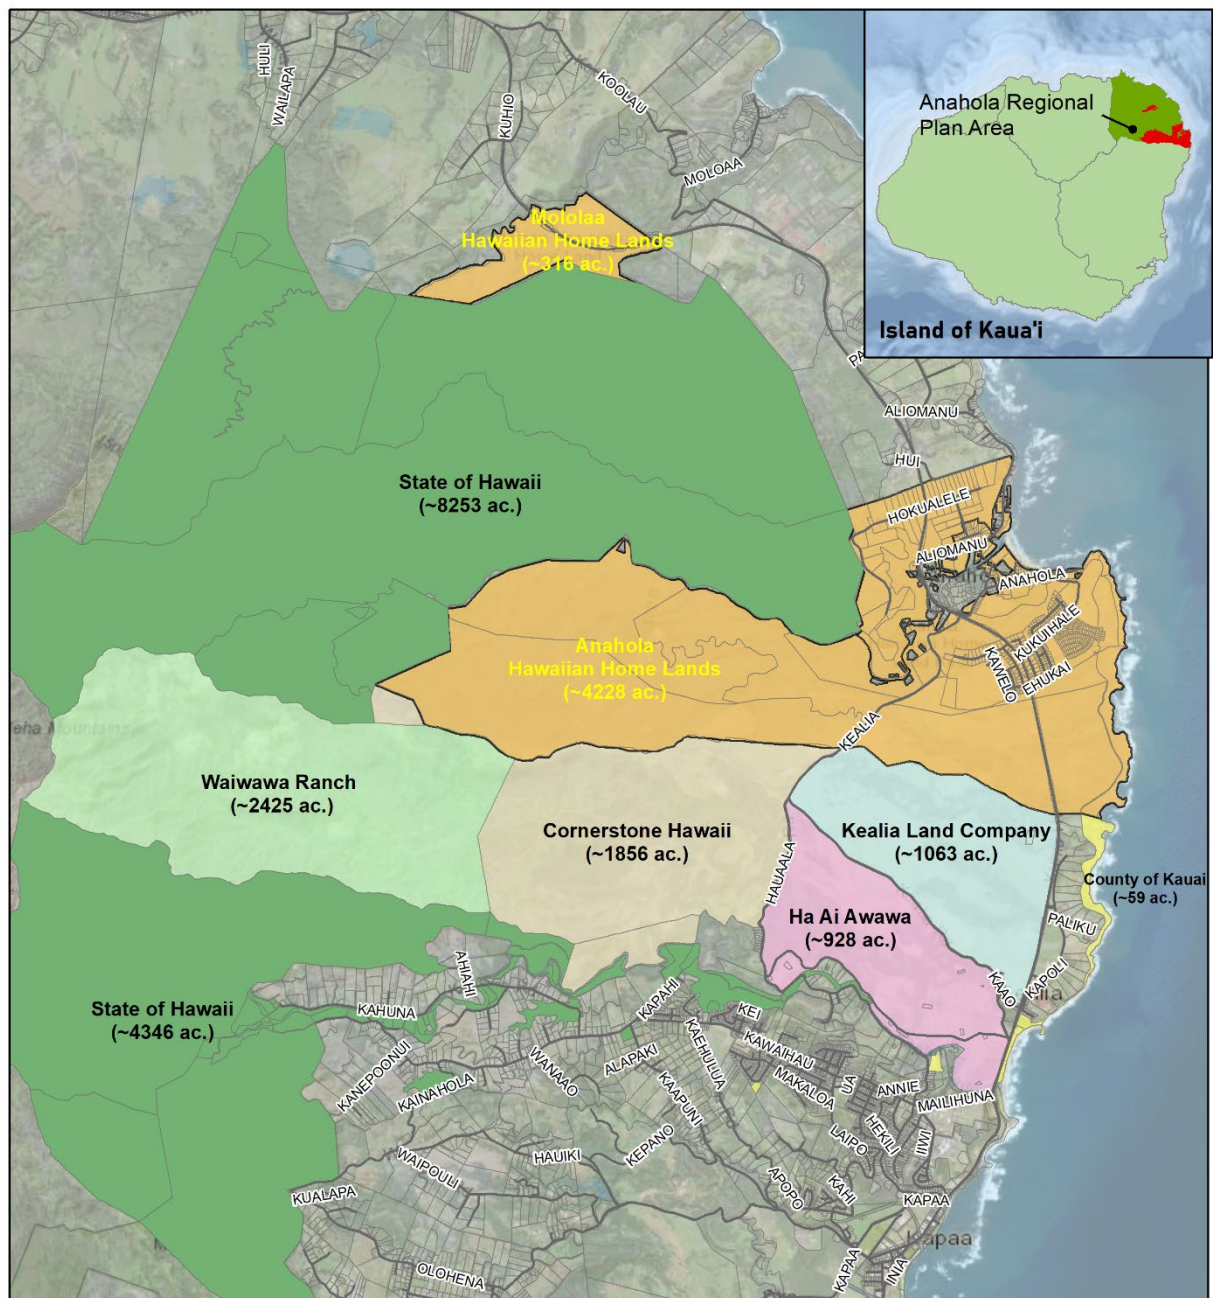 HULI
WAILAPA
KUHIO
KOOLAU
MOLOAA
Anahola Regional
Plan Area
Island of Kaua'i
Mololaa
Hawaiian Home Lands
(~316 ac.)
ALIOMANU
HUI
State of Hawaii
(~8253 ac.)
HOKUALELE
ALIOMANU
ANAHOLA
KUKUIHALE
KAWELO
EHUKAI
Anahola
Hawaiian Home Lands
(~4228 ac.)
KEALIA
Waiwawa Ranch
(~2425 ac.)
Cornerstone Hawaii
(~1856 ac.)
Kealia Land Company
(~1063 ac.)
HAUAALA
County of Kauai
(~59 ac.)
Ha Ai Awawa
(~928 ac.)
PALIKU
KAPOLI
KAAO
AHIAHI
State of Hawaii
(~4346 ac.)
KAHUNA
KAPAHI
KEI
KAEHULUA
KAWAIHAU
KANEPOONUI
KAINAHOLA
WANAAO
ALAPAKI
KAAPUNI
MAKALOA
UA
ANNIE
MAILIHUNA
HEKILI
LAIPO
IIWI
HAUIKI
KEPANO
WAIPOULI
KUALAPA
APOPO
KAHI
KAPAA
Kapaa
OLOHENA
KAPAA
INIA